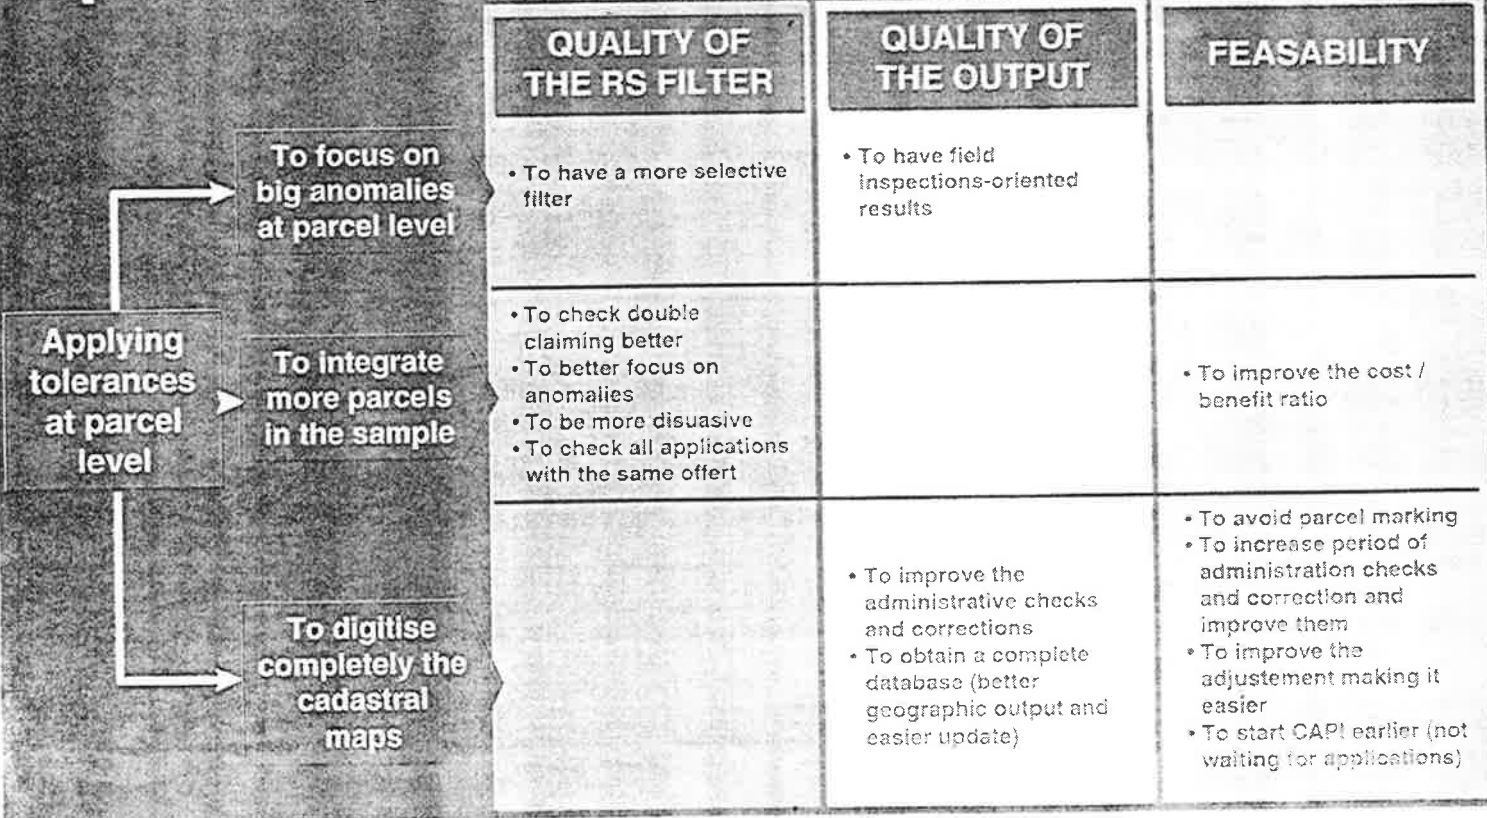 QUALITY OF
THE RS FILTER
QUALITY OF
THE OUTPUT
FEASABILITY
Applying
tolerances
at parcel
level
To focus on
big anomalies
at parcel level
• To have a more selective
filter
• To have field
inspections-oriented
results
To integrate
more parcels
in the sample
• To check double
claiming better
• To better focus on
anomalies
• To be more disuasive
• To check all applications
with the same offert
• To improve the cost /
benefit ratio
To digitise
completely the
cadastral
maps
• To improve the
administrative checks
and corrections
• To obtain a complete
database (better
geographic output and
easier update)
• To avoid parcel marking
• To increase period of
administration checks
and correction and
improve them
• To improve the
adjustement making it
easier
• To start CAPI earlier (not
waiting for applications)